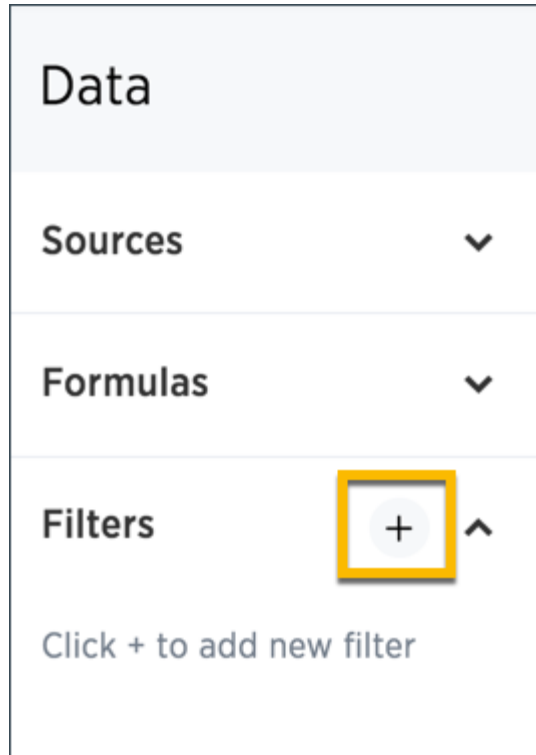 Data
Sources
Formulas
Filters +
Click + to add new filter